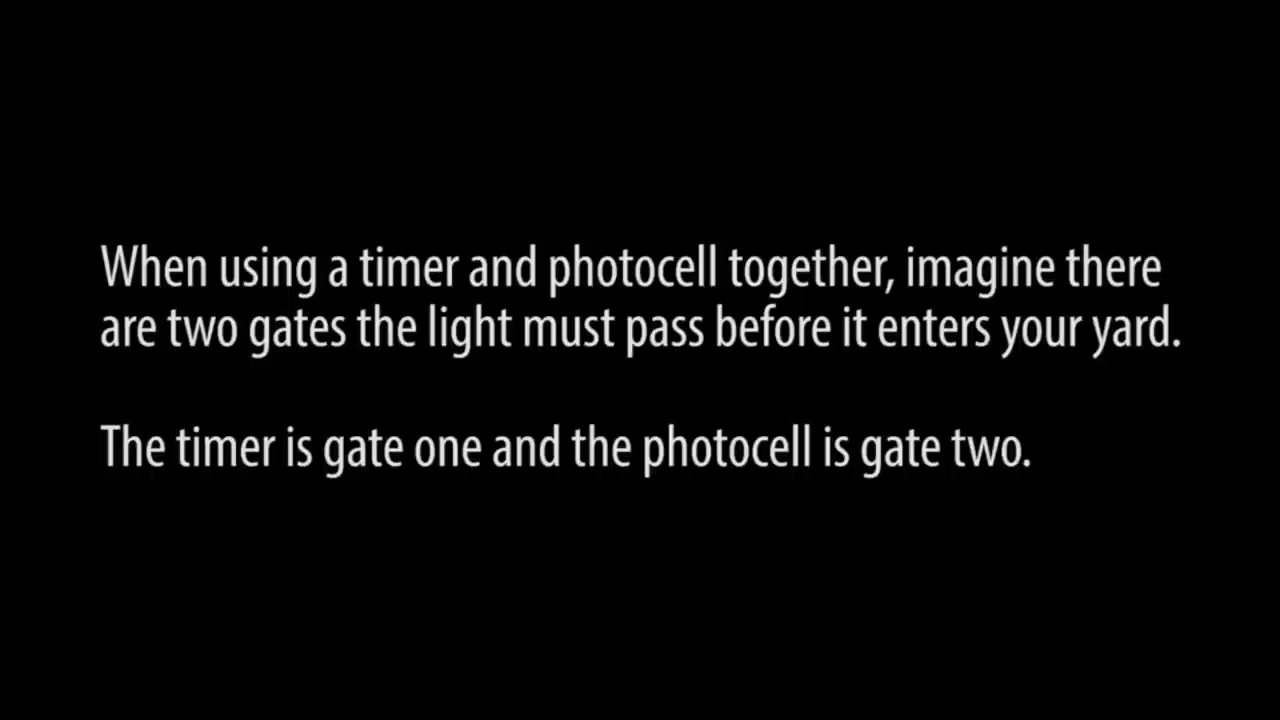 When using a timer and photocell together, imagine there
are two gates the light must pass before it enters your yard.
The timer is gate one and the photocell is gate two.